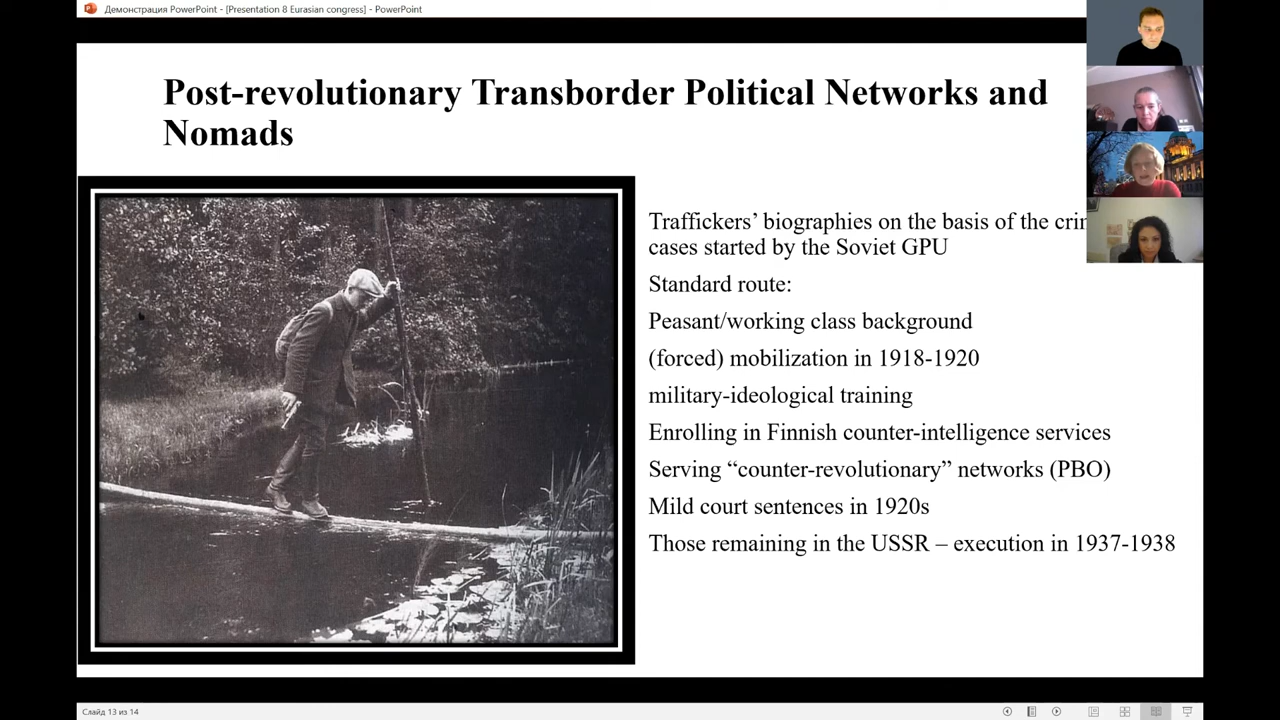 Демонстрация PowerPoint - [Presentation 8 Eurasian congress] - PowerPoint
Post-revolutionary Transborder Political Networks and
Nomads
Traffickers’ biographies on the basis of the
cases started by the Soviet GPU
Standard route:
Peasant/working class background
(forced) mobilization in 1918-1920
military-ideological training
Enrolling in Finnish counter-intelligence services
Serving “counter-revolutionary” networks (PBO)
Mild court sentences in 1920s
Those remaining in the USSR – execution in 1937-1938
Слайд 13 из 14